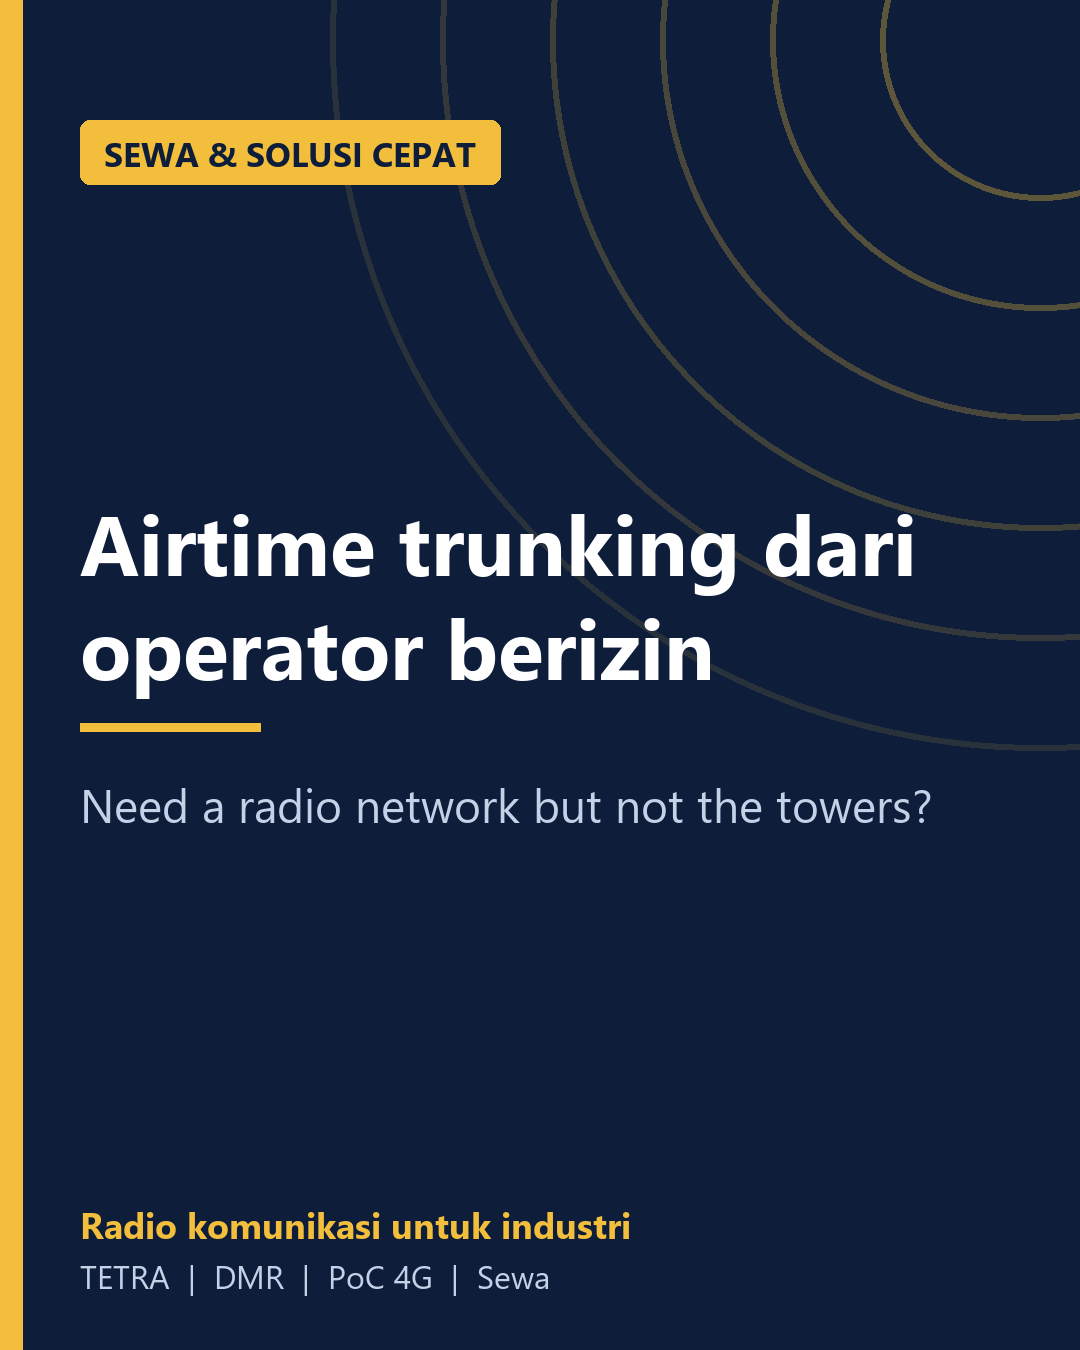 SEWA & SOLUSI CEPAT
Airtime trunking dari
operator berizin
Need a radio network but not the towers?
Radio komunikasi untuk industri
TETRA | DMR | PoC 4G | Sewa